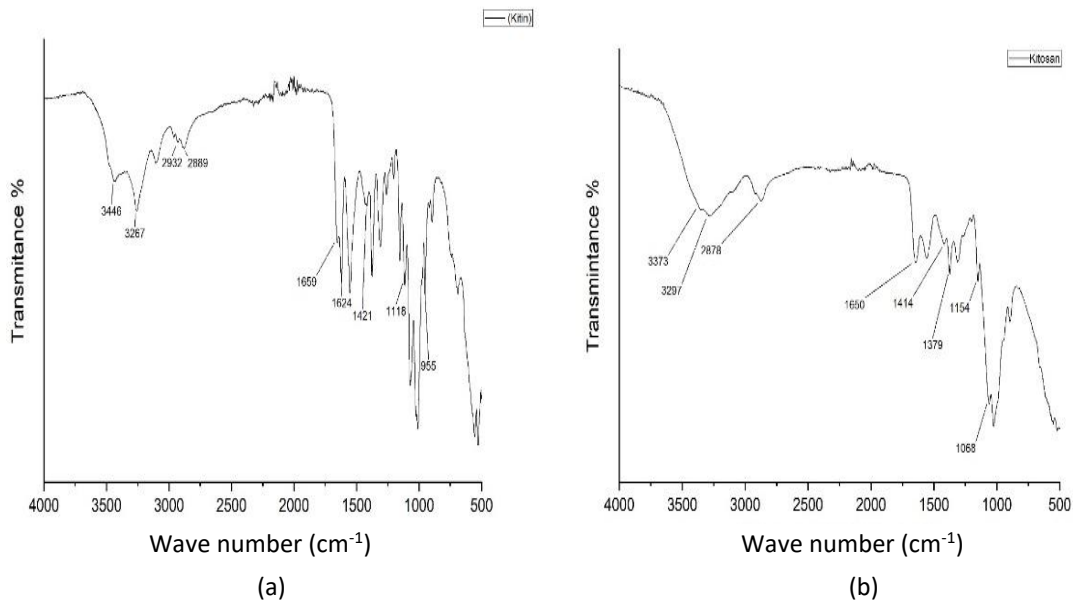 (Kitin)
Transmitance %
3446
3267
2932
2889
1659
1624
1421
1118
955
4000 3500 3000 2500 2000 1500 1000 500
Wave number (cm⁻¹)
(a)
Kitosan
Transmintance %
3373
3297
2878
1650
1414
1379
1154
1068
4000 3500 3000 2500 2000 1500 1000 500
Wave number (cm⁻¹)
(b)